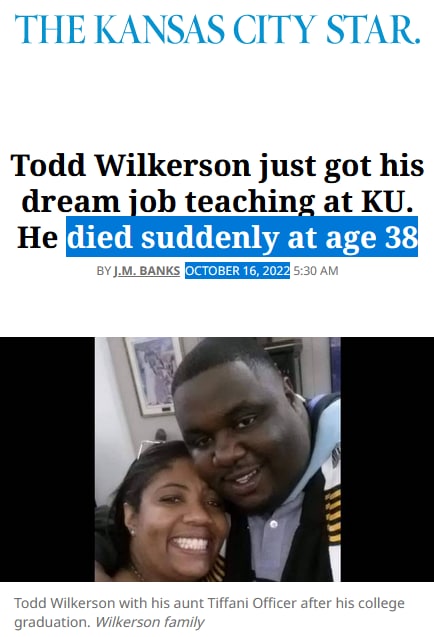 THE KANSAS CITY STAR.
Todd Wilkerson just got his
dream job teaching at KU.
He died suddenly at age 38
BY J.M. BANKS OCTOBER 16, 2022 5:30 AM
Todd Wilkerson with his aunt Tiffani Officer after his college
graduation. Wilkerson family